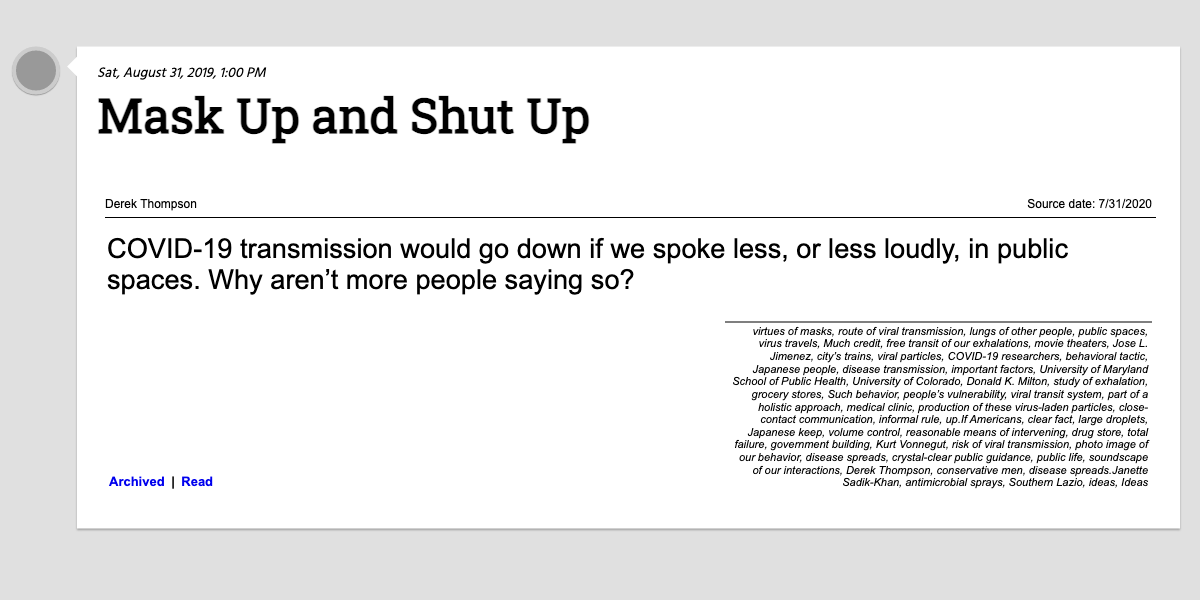 Sat, August 31, 2019, 1:00 PM
Mask Up and Shut Up
Derek Thompson
Source date: 7/31/2020
COVID-19 transmission would go down if we spoke less, or less loudly, in public
spaces. Why aren’t more people saying so?
virtues of masks, route of viral transmission, lungs of other people, public spaces,
virus travels, Much credit, free transit of our exhalations, movie theaters, Jose L.
Jimenez, city’s trains, viral particles, COVID-19 researchers, behavioral tactic,
Japanese people, disease transmission, important factors, University of Maryland
School of Public Health, University of Colorado, Donald K. Milton, study of exhalation,
grocery stores, Such behavior, people’s vulnerability, viral transit system, part of a
holistic approach, medical clinic, production of these virus-laden particles, close-
contact communication, informal rule, up.If Americans, clear fact, large droplets,
Japanese keep, volume control, reasonable means of intervening, drug store, total
failure, government building, Kurt Vonnegut, risk of viral transmission, photo image of
our behavior, disease spreads, crystal-clear public guidance, public life, soundscape
of our interactions, Derek Thompson, conservative men, disease spreads.Janette
Sadik-Khan, antimicrobial sprays, Southern Lazio, ideas, Ideas
Archived | Read